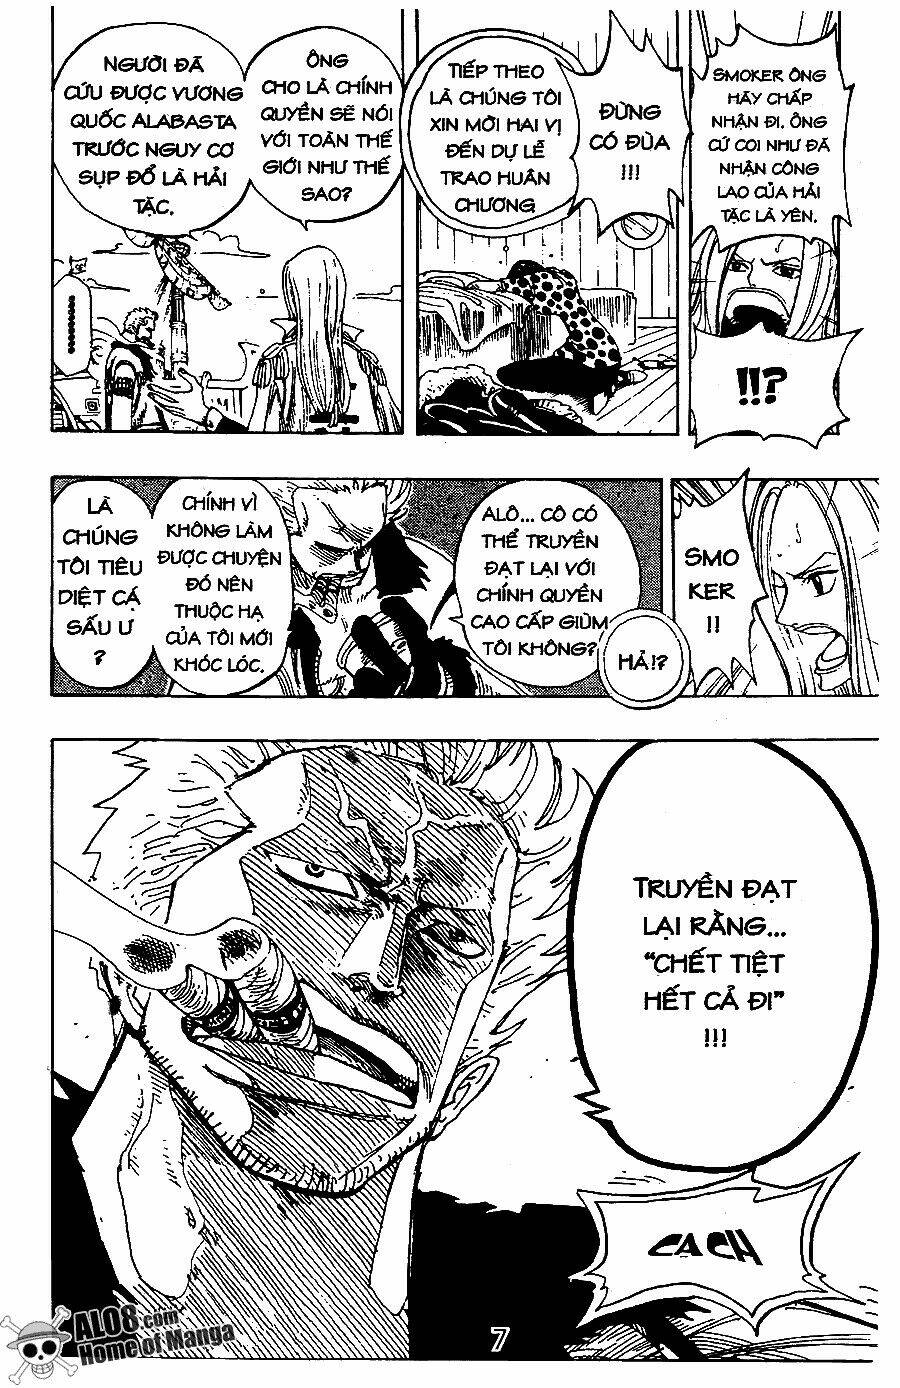 SMOKER ÔNG
HÃY CHẤP
NHẬN ĐI. ÔNG
CỨ COI NHƯ ĐÃ
NHẬN CÔNG
LAO CỦA HẢI
TẶC LÀ YÊN.
!!?
ĐỪNG
CÓ ĐÙA
!!!
TIẾP THEO
LÀ CHÚNG TÔI
XIN MỜI HAI VỊ
ĐẾN DỰ LỄ
TRAO HUÂN
CHƯƠNG
ÔNG
CHO LÀ CHÍNH
QUYỀN SẼ NÓI
VỚI TOÀN THẾ
GIỚI NHƯ THẾ
SAO?
NGƯỜI ĐÃ
CỨU ĐƯỢC VƯƠNG
QUỐC ALABASTA
TRƯỚC NGUY CƠ
SỤP ĐỔ LÀ HẢI
TẶC.
SMO
KER
!!
HẢ!?
ALÔ... CÔ CÓ
THỂ TRUYỀN
ĐẠT LẠI VỚI
CHÍNH QUYỀN
CAO CẤP GIÙM
TÔI KHÔNG?
CHÍNH VÌ
KHÔNG LÀM
ĐƯỢC CHUYỆN
ĐÓ NÊN
THUỘC HẠ
CỦA TÔI MỚI
KHÓC LÓC.
LÀ
CHÚNG
TÔI TIÊU
DIỆT CÁ
SẤU Ư
?
TRUYỀN ĐẠT
LẠI RẰNG...
"CHẾT TIỆT
HẾT CẢ ĐI"
!!!
CẠCH
7
ALO8.com
Home of Manga